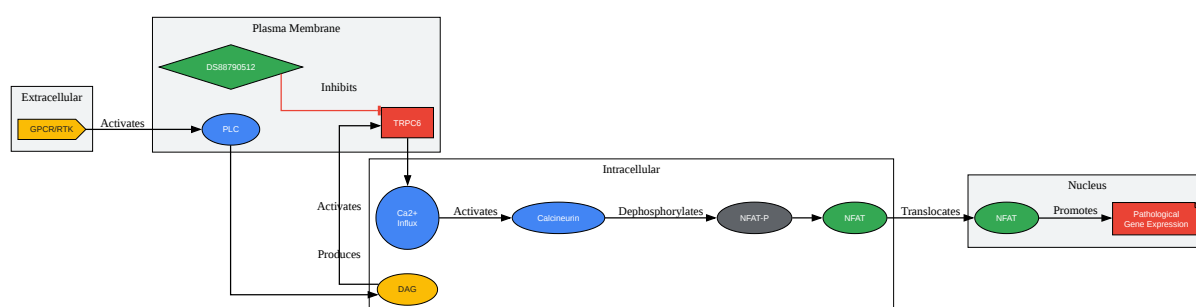 Plasma Membrane
DS88790512
Inhibits
Extracellular
GPCR/RTK
Activates
PLC
TRPC6
Intracellular
Activates
Produces
DAG
Ca2+
Influx
Activates
Calcineurin
Dephosphorylates
NFAT-P
NFAT
Translocates
Nucleus
NFAT
Promotes
Pathological
Gene Expression